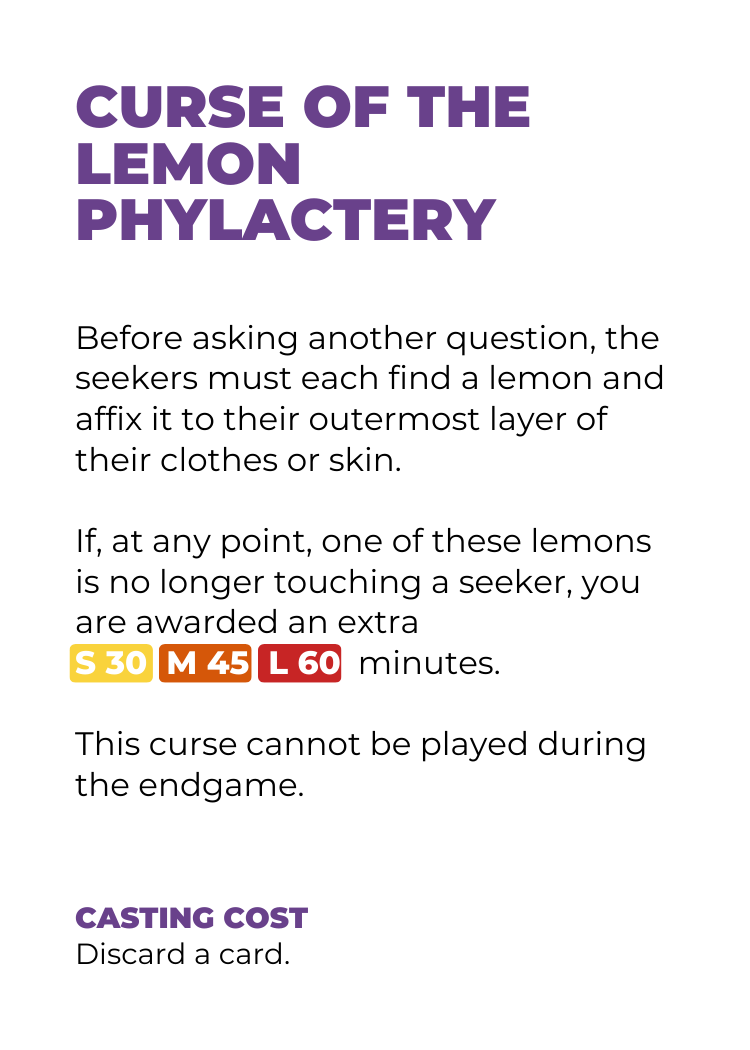 CURSE OF THE
LEMON
PHYLACTERY
Before asking another question, the
seekers must each find a lemon and
affix it to their outermost layer of
their clothes or skin.
If, at any point, one of these lemons
is no longer touching a seeker, you
are awarded an extra
S 30 M 45 L 60 minutes.
This curse cannot be played during
the endgame.
CASTING COST
Discard a card.